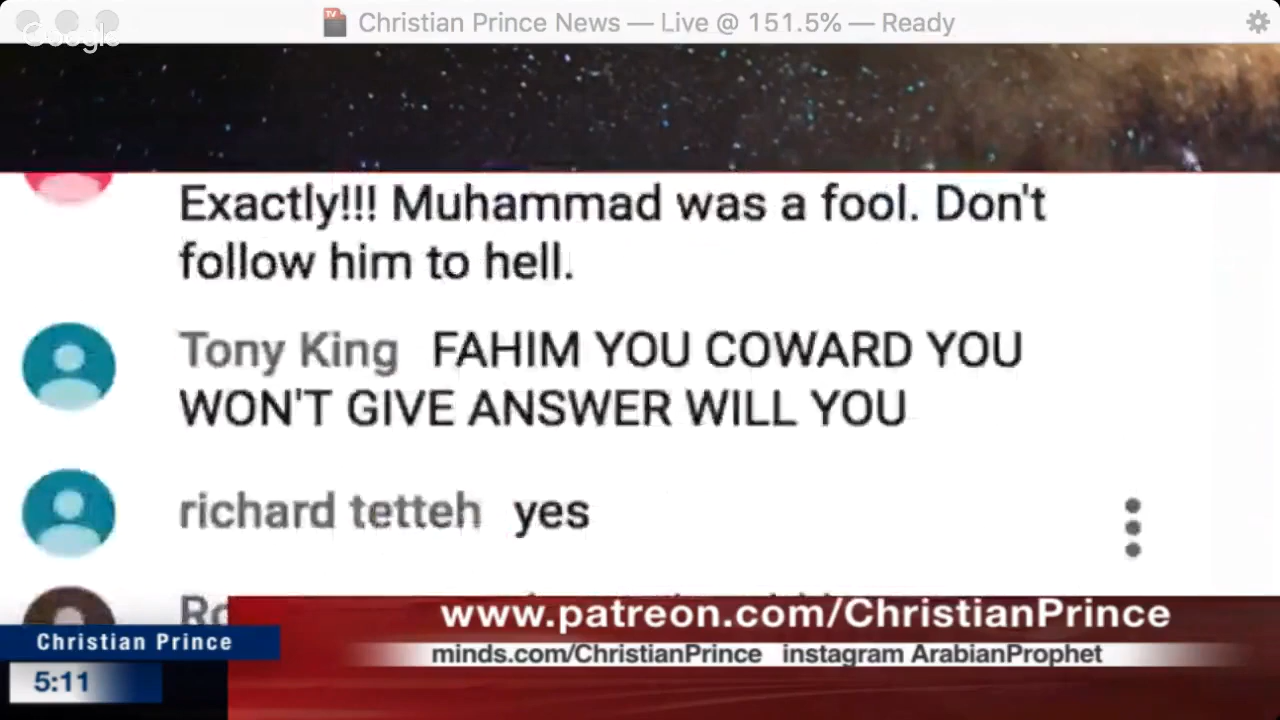 Christian Prince News — Live @ 151.5% — Ready
Google
Exactly!!! Muhammad was a fool. Don't
follow him to hell.
Tony King FAHIM YOU COWARD YOU
WON'T GIVE ANSWER WILL YOU
richard tetteh yes
www.patreon.com/ChristianPrince
Christian Prince
minds.com/ChristianPrince instagram ArabianProphet
5:11